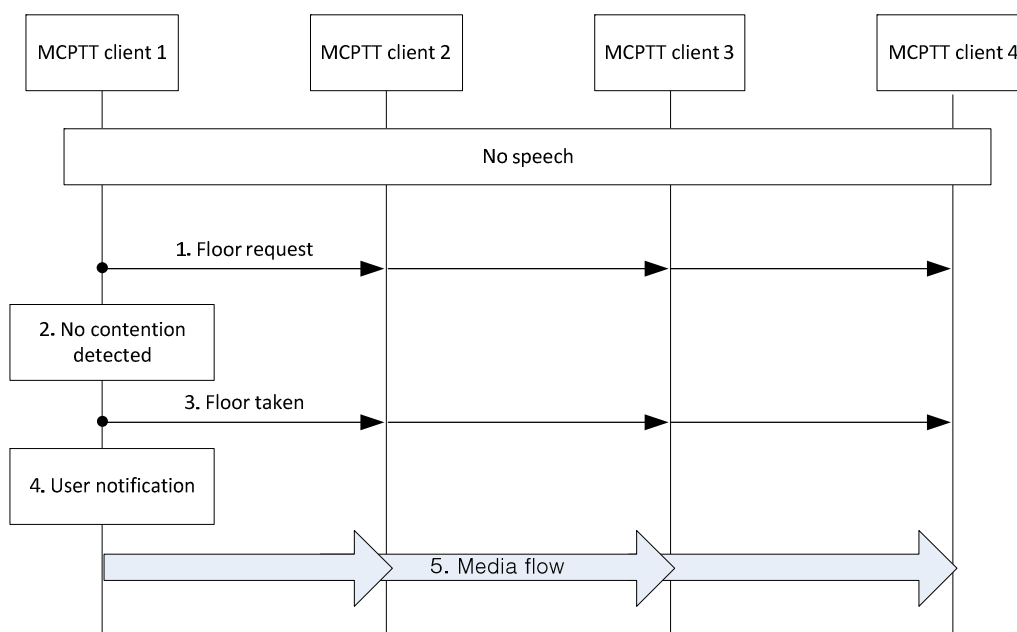 MCPTT client 1
MCPTT client 2
MCPTT client 3
MCPTT client 4
No speech
1. Floor request
2. No contention
detected
3. Floor taken
4. User notification
5. Media flow